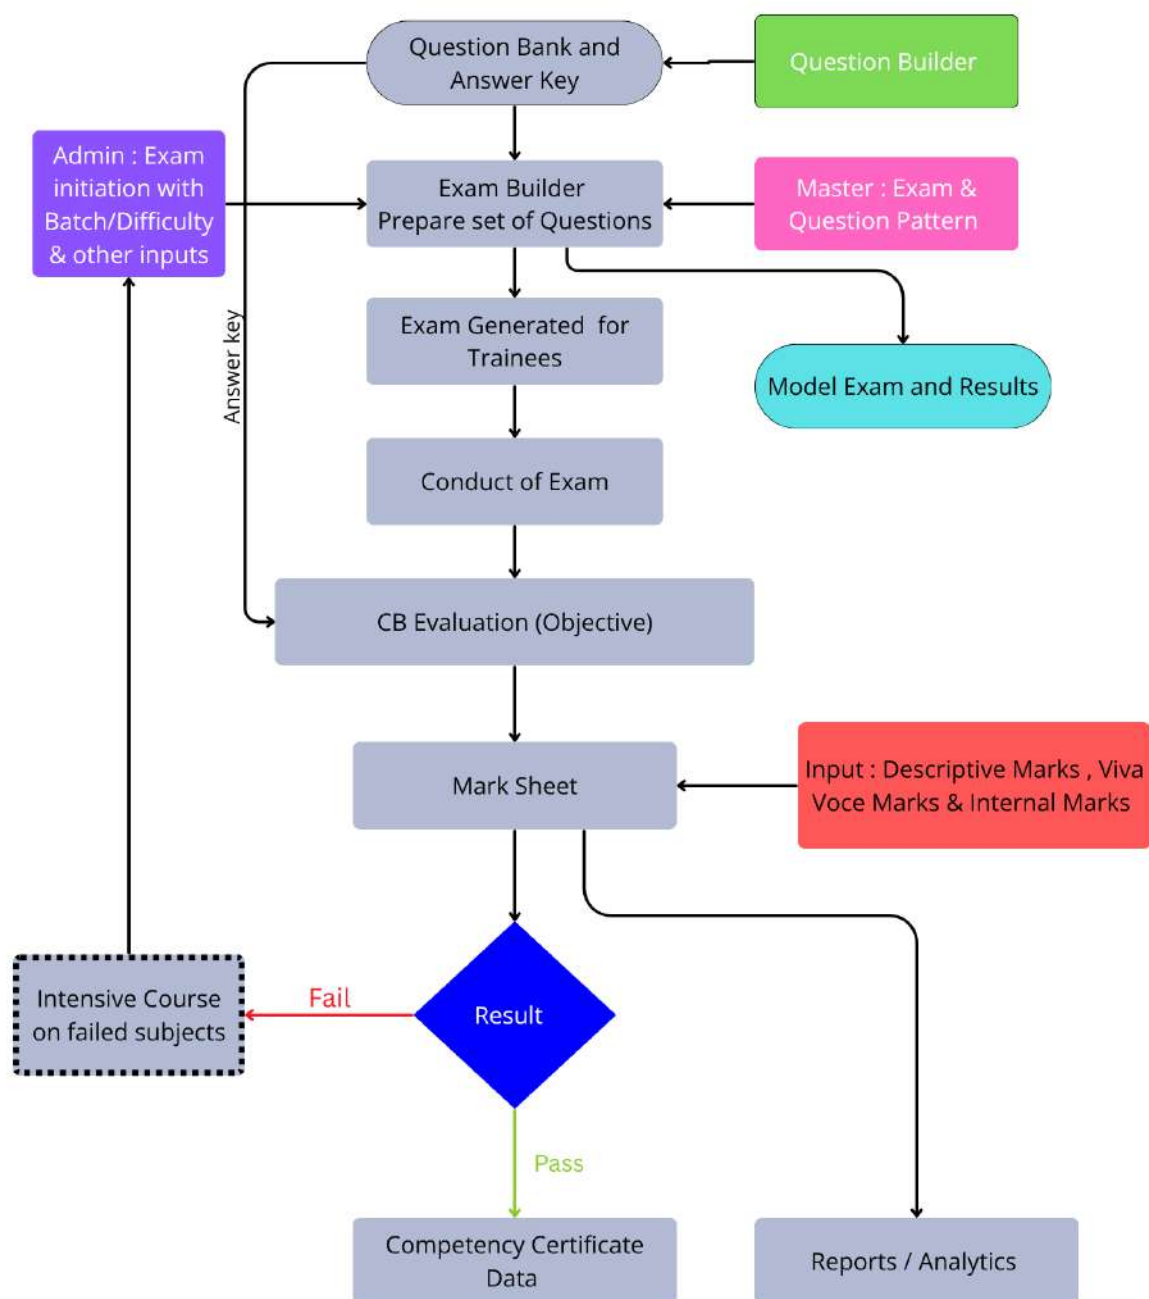 Question Bank and
Answer Key
Question Builder
Admin : Exam
initiation with
Batch/Difficulty
& other inputs
Exam Builder
Prepare set of Questions
Master : Exam &
Question Pattern
Answer key
Exam Generated for
Trainees
Model Exam and Results
Conduct of Exam
CB Evaluation (Objective)
Mark Sheet
Input : Descriptive Marks , Viva
Voce Marks & Internal Marks
Intensive Course
on failed subjects
Fail
Result
Pass
Competency Certificate
Data
Reports / Analytics